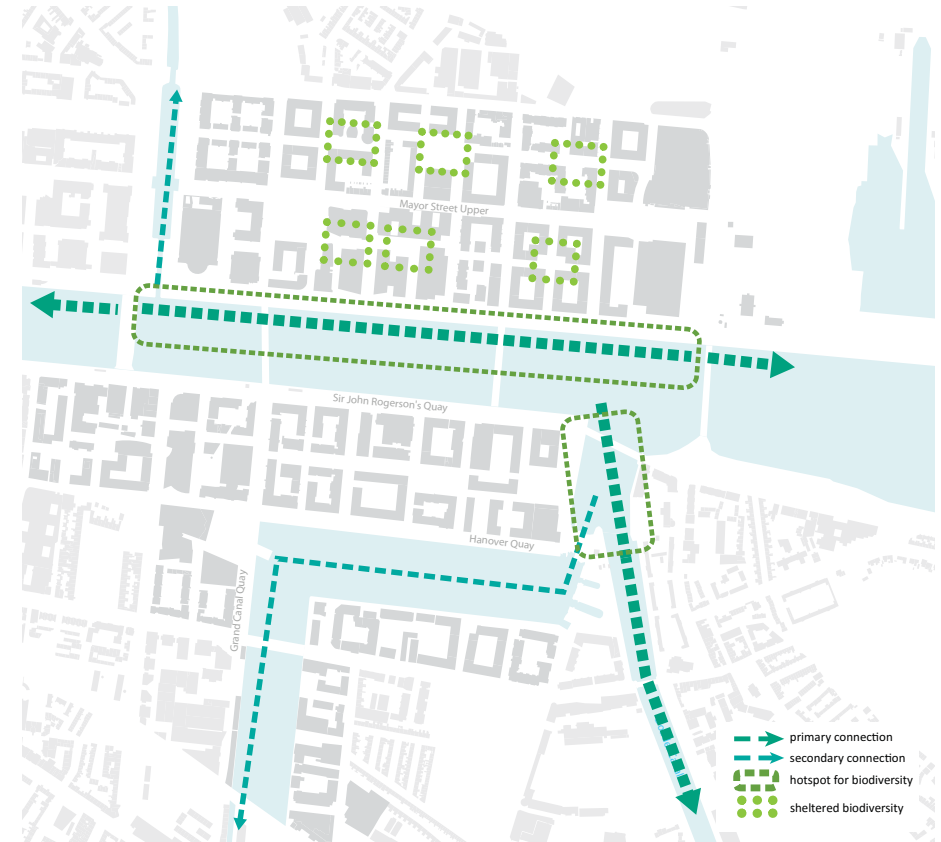 Mayor Street Upper
Sir John Rogerson's Quay
Hanover Quay
Grand Canal Quay
primary connection
secondary connection
hotspot for biodiversity
sheltered biodiversity